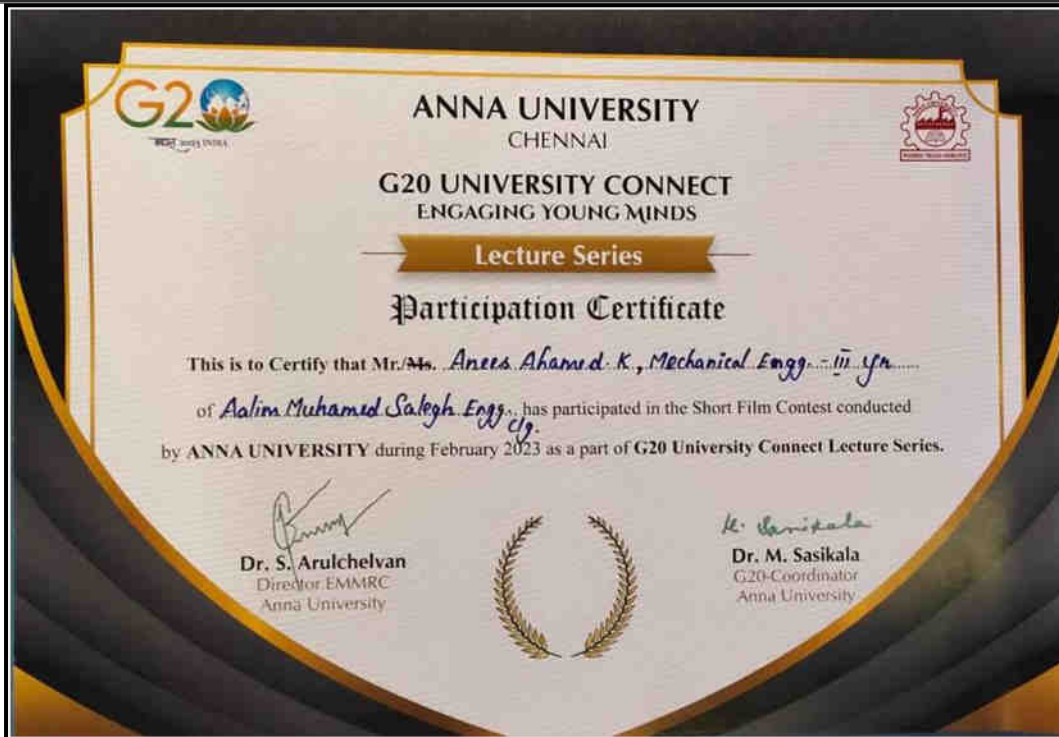 G20
भारत 2023 INDIA
ANNA UNIVERSITY
CHENNAI
G20 UNIVERSITY CONNECT
ENGAGING YOUNG MINDS
Lecture Series
Participation Certificate
This is to Certify that Mr./Ms. Anees Ahamed. K, Mechanical Engg. - III yr
of Aalim Muhamed Salegh Engg. clg. has participated in the Short Film Contest conducted
by ANNA UNIVERSITY during February 2023 as a part of G20 University Connect Lecture Series.
Dr. S. Arulchelvan
Director EMMRC
Anna University
M. Sasikala
Dr. M. Sasikala
G20-Coordinator
Anna University